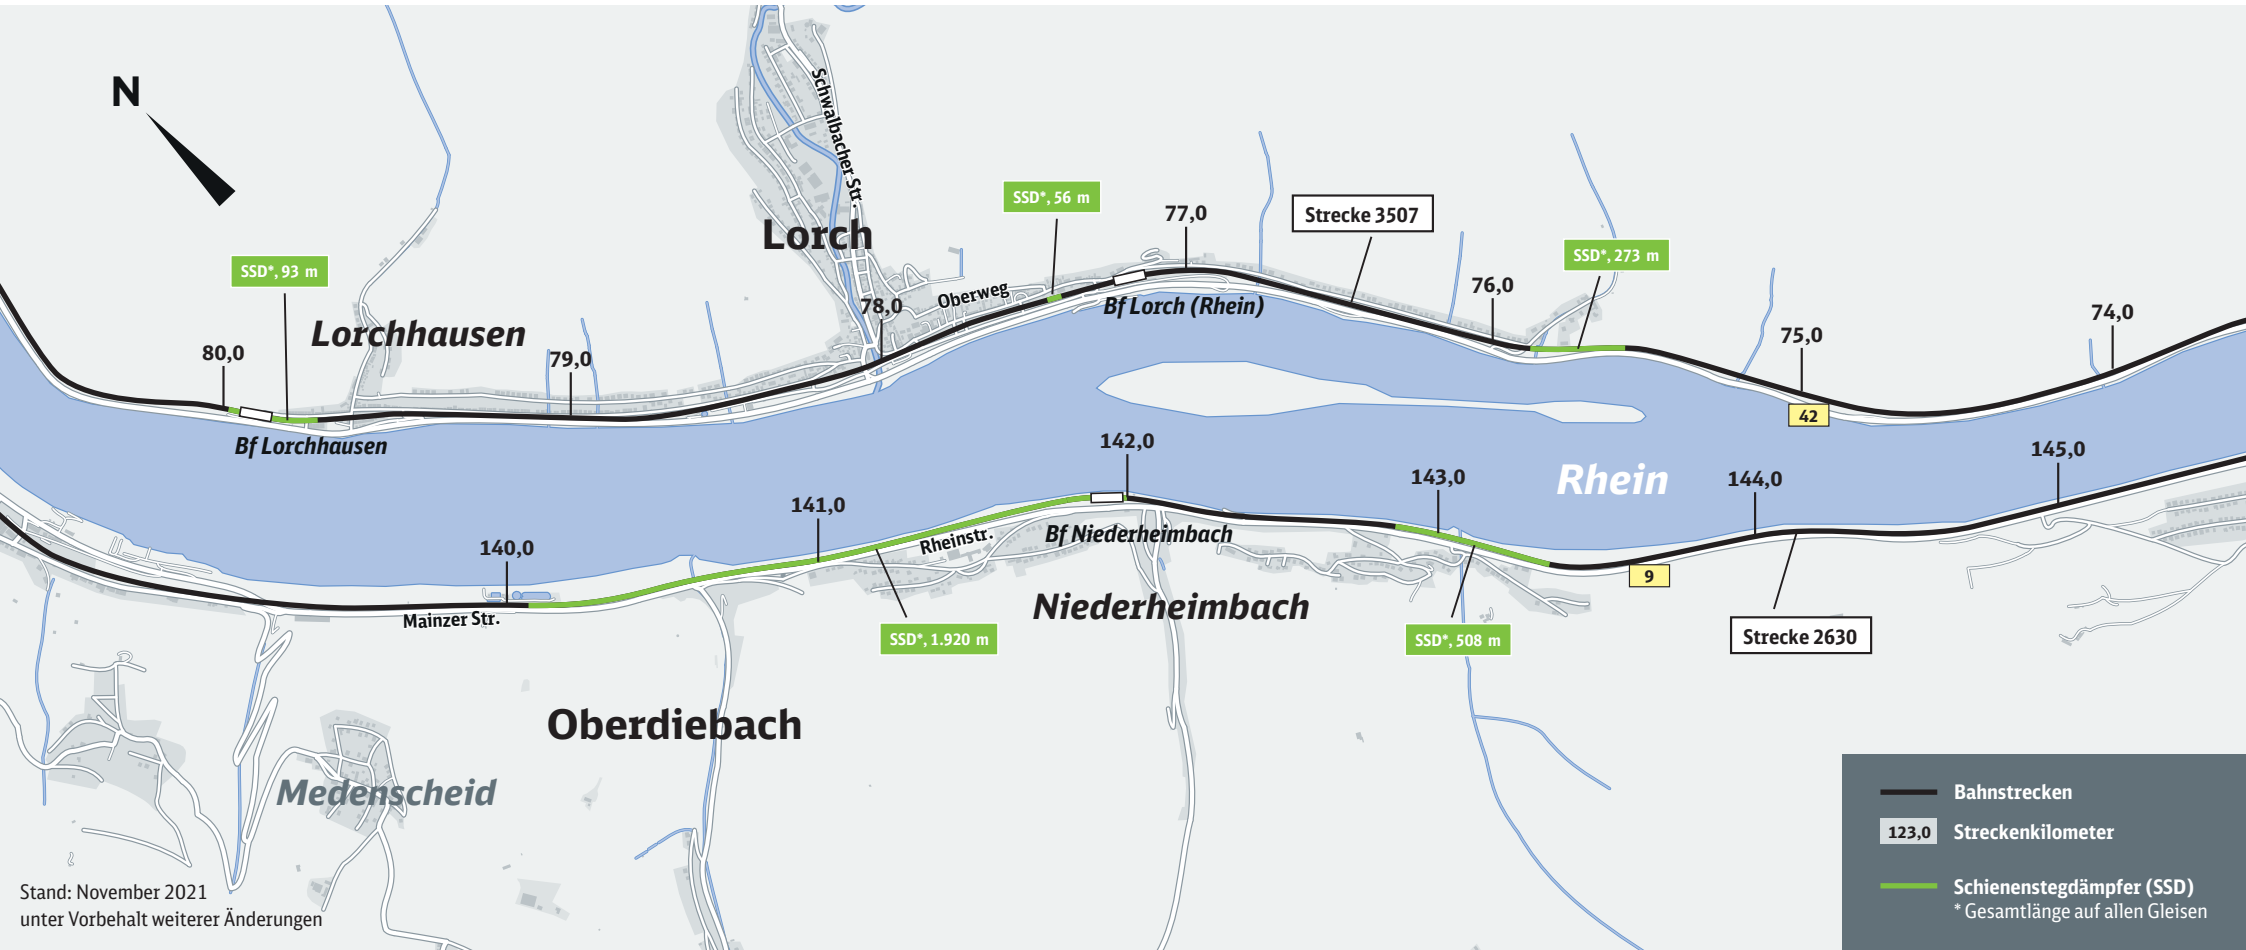 N
Schwalbacher Str.
SSD*, 56 m
77,0
Strecke 3507
Lorch
SSD*, 273 m
SSD*, 93 m
76,0
Oberweg
78,0
Bf Lorch (Rhein)
74,0
Lorchhausen
75,0
80,0
79,0
42
Bf Lorchhausen
142,0
145,0
Rhein
143,0
144,0
141,0
Rheinstr.
Bf Niederheimbach
140,0
9
Mainzer Str.
Niederheimbach
SSD*, 1.920 m
SSD*, 508 m
Strecke 2630
Oberdiebach
Medenscheid
Bahnstrecken
123,0 Streckenkilometer
Schienenstegdämpfer (SSD)
* Gesamtlänge auf allen Gleisen
Stand: November 2021
unter Vorbehalt weiterer Änderungen